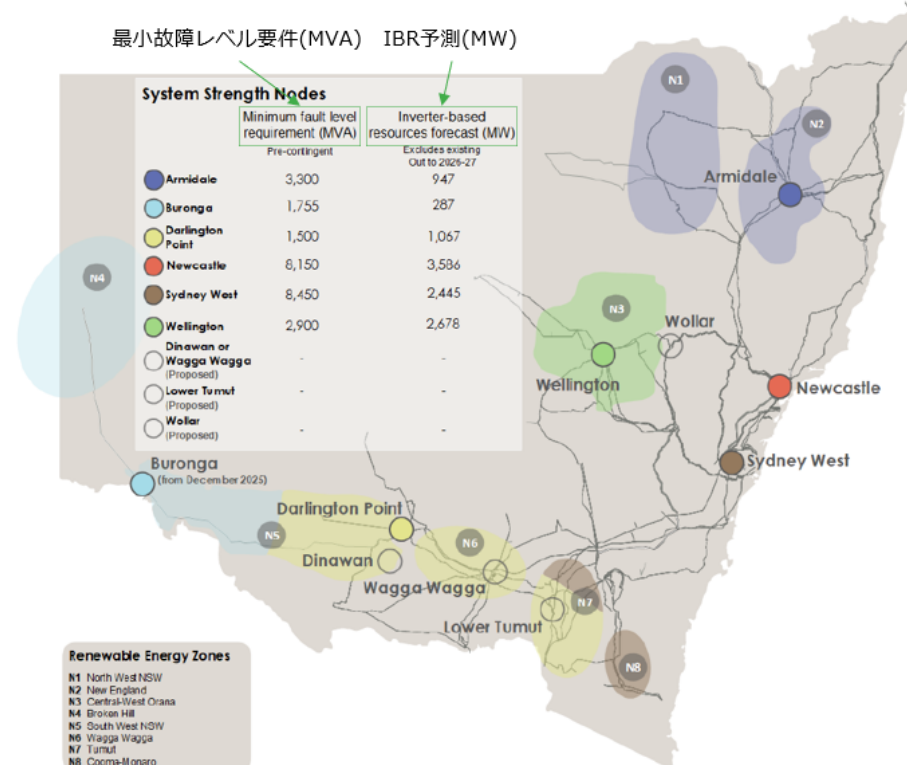 最小故障レベル要件(MVA) IBR予測(MW)
System Strength Nodes
Minimum fault level
requirement (MVA)
Pre-contingent
Inverter-based
resources forecast (MW)
Excludes existing
Out to 2026-27
Armidale 3,300 947
Buronga 1,755 287
Darlington
Point 1,500 1,067
Newcastle 8,150 3,586
Sydney West 8,450 2,445
Wellington 2,900 2,678
Dinawan or
Wagga Wagga - -
(Proposed)
Lower Tumut - -
(Proposed)
Wollar
(Proposed) - -
N1
N2
Armidale
N4
N3
Wollar
Wellington
Newcastle
Sydney West
Buronga
(from December 2025)
Darlington Point
N5
N6
Dinawan
Wagga Wagga
N7
Lower Tumut
N8
Renewable Energy Zones
N1 North West NSW
N2 New England
N3 Central-West Orana
N4 Broken Hill
N5 South West NSW
N6 Wagga Wagga
N7 Tumut
N8 Cooma-Monaro